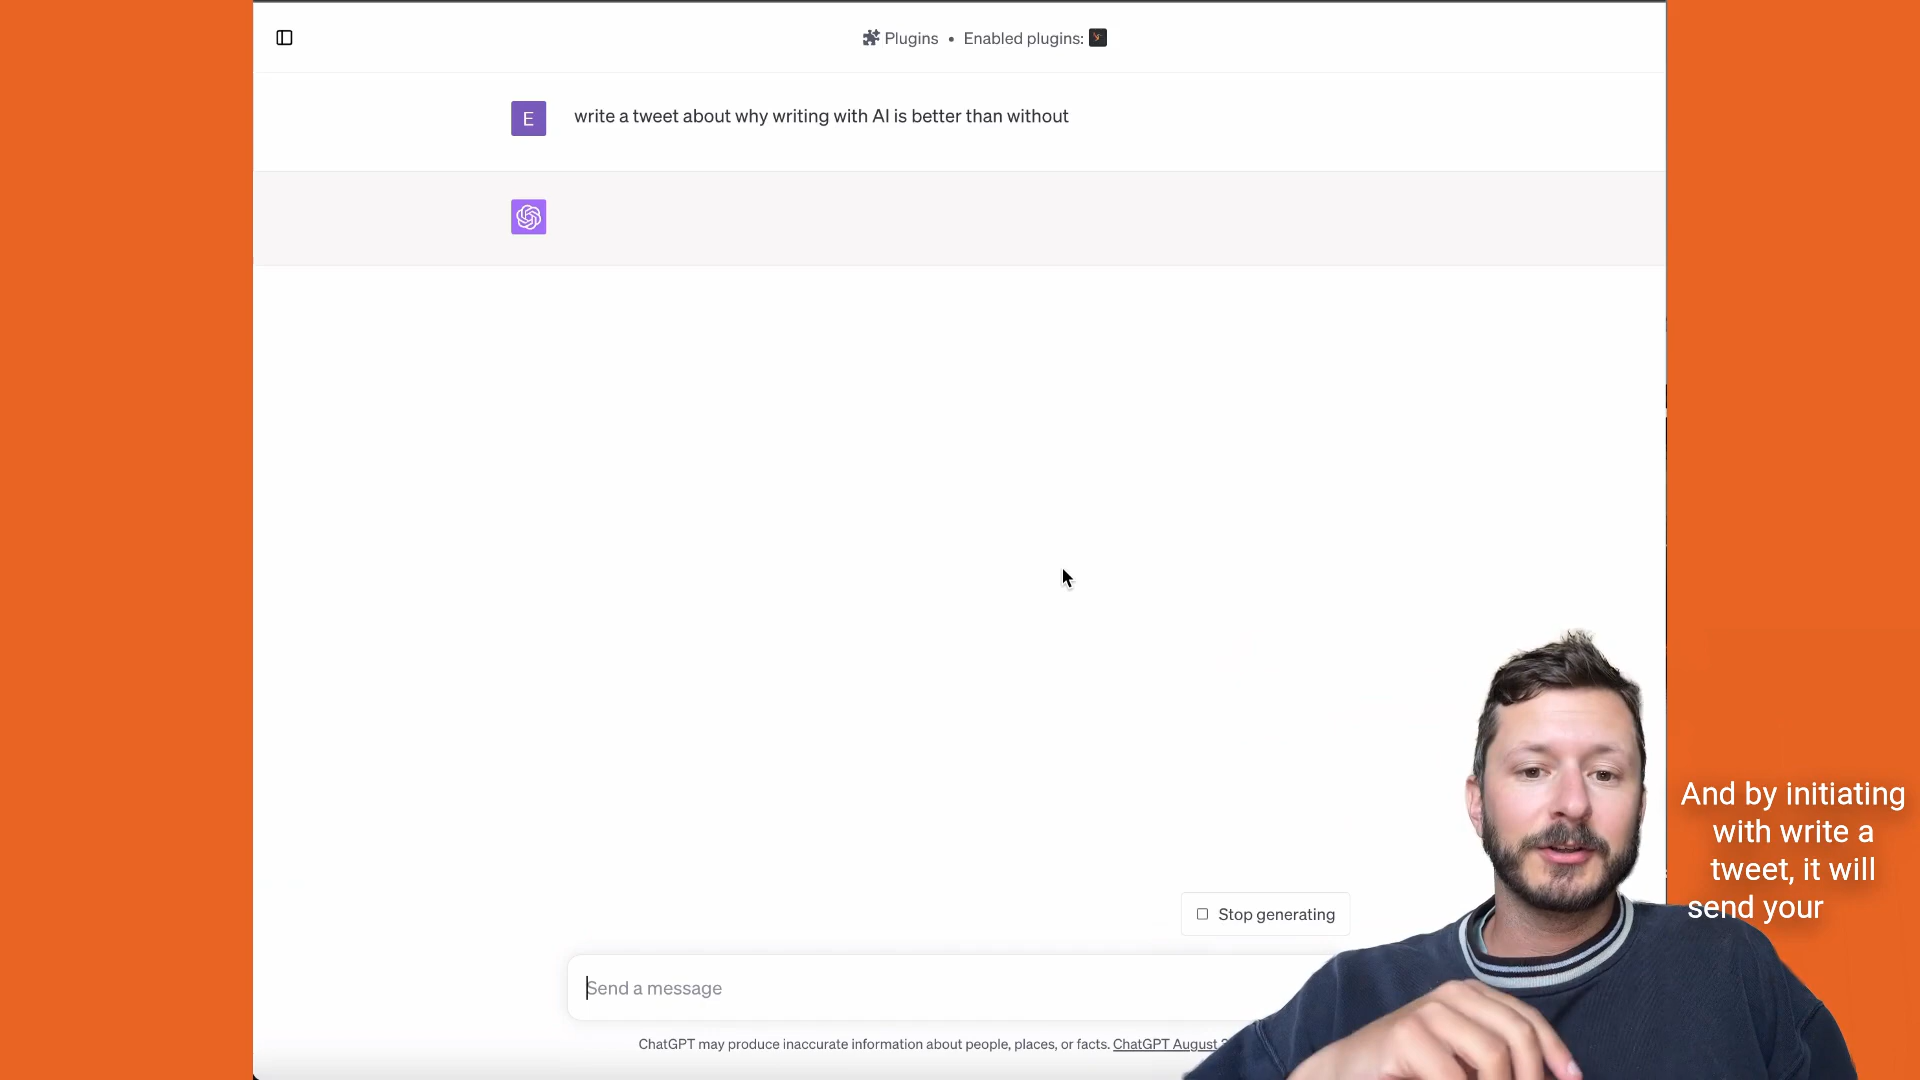 Plugins • Enabled plugins:
E
write a tweet about why writing with AI is better than without
And by initiating
with write a
tweet, it will
send your
Stop generating
Send a message
ChatGPT may produce inaccurate information about people, places, or facts. ChatGPT August